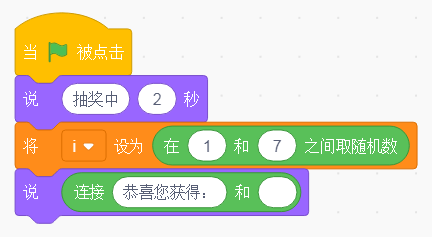 当 被点击
说 抽奖中 2 秒
将 i 设为 在 1 和 7 之间取随机数
说 连接 恭喜您获得： 和